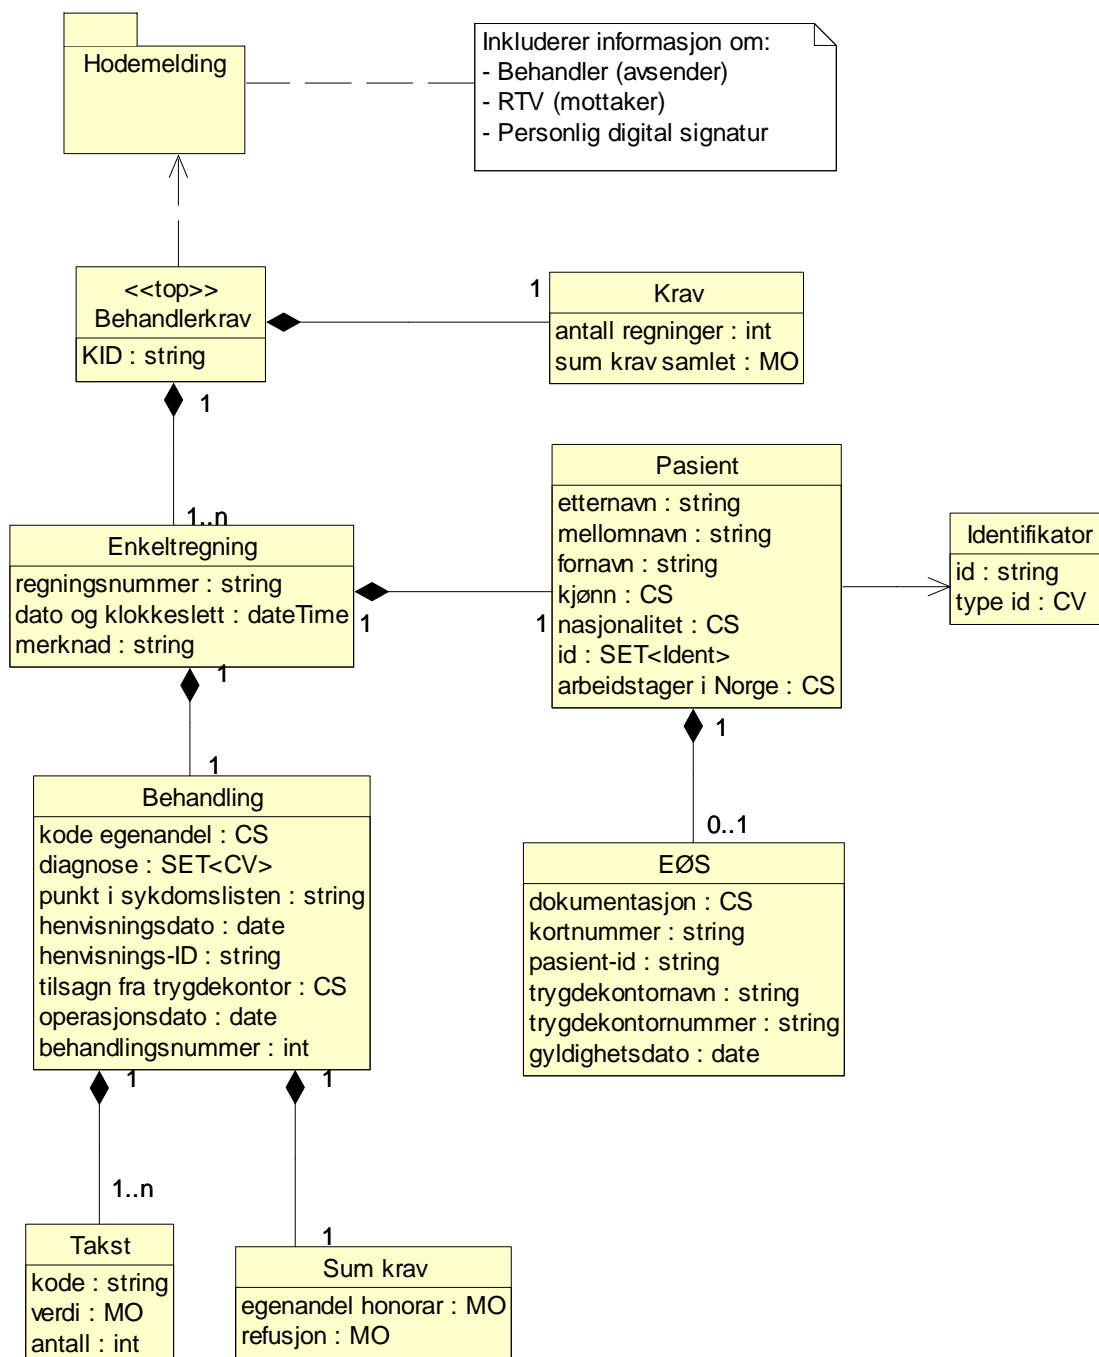 Hodemelding
Inkluderer informasjon om:
- Behandler (avsender)
- RTV (mottaker)
- Personlig digital signatur
<<top>>
Behandlerkrav
KID : string
1
Krav
antall regninger : int
sum krav samlet : MO
1
1..n
Enkeltregning
regningsnummer : string
dato og klokkeslett : dateTime
merknad : string
1
1
Pasient
etternavn : string
mellomnavn : string
fornavn : string
kjønn : CS
nasjonalitet : CS
id : SET<Ident>
arbeidstager i Norge : CS
Identifikator
id : string
type id : CV
1
1
Behandling
kode egenandel : CS
diagnose : SET<CV>
punkt i sykdomslisten : string
henvisningsdato : date
henvisnings-ID : string
tilsagn fra trygdekontor : CS
operasjonsdato : date
behandlingsnummer : int
1
0..1
EØS
dokumentasjon : CS
kortnummer : string
pasient-id : string
trygdekontornavn : string
trygdekontornummer : string
gyldighetsdato : date
1
1
1..n
Takst
kode : string
verdi : MO
antall : int
1
Sum krav
egenandel honorar : MO
refusjon : MO